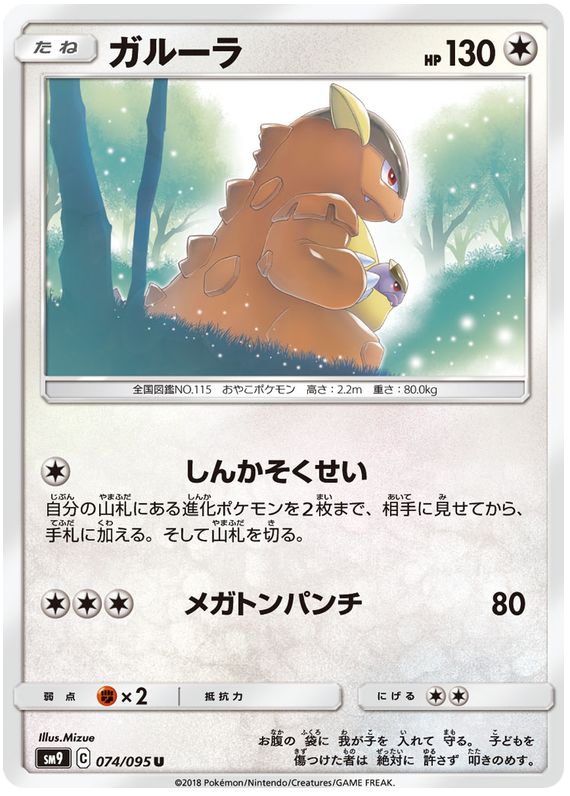 たね ガルーラ HP 130
全国図鑑NO.115 おやこポケモン 高さ：2.2m 重さ：80.0kg
しんかそくせい
自分の山札にある進化ポケモンを2枚まで、相手に見せてから、
手札に加える。そして山札を切る。
メガトンパンチ 80
弱点 ×2 抵抗力 にげる
Illus.Mizue
SM9 C 074/095 U
お腹の 袋に 我が子を 入れて 守る。 子どもを
傷つけた者は 絶対に 許さず 叩きのめす。
©2018 Pokémon/Nintendo/Creatures/GAME FREAK.